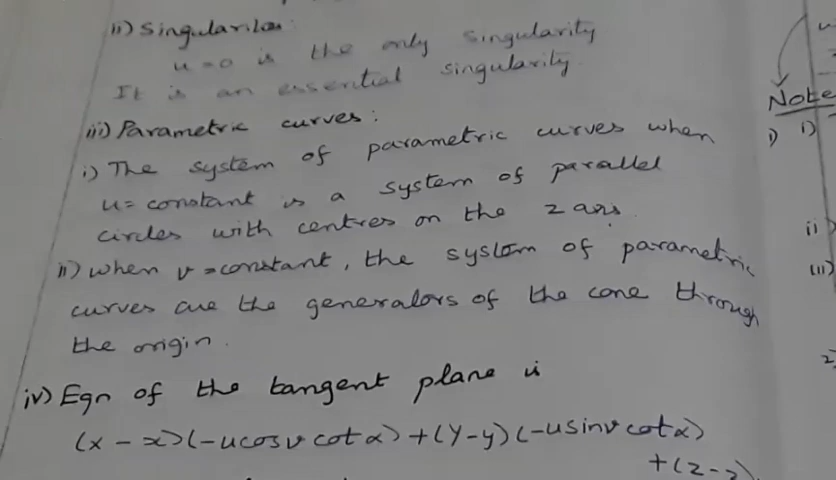 ii) Singularities:
u=0 is the only singularity
It is an essential singularity.
iii) Parametric curves:
i) The system of parametric curves when
u= constant is a system of parallel
circles with centres on the z axis.
ii) when v = constant, the system of parametric
curves are the generators of the cone through
the origin.
iv) Eqn of the tangent plane is
(X - x) (-u cos v cot α) + (Y-y) (-u sin v cot α)
+ (Z - z)
Note
1) i)
ii)
iii)
2)